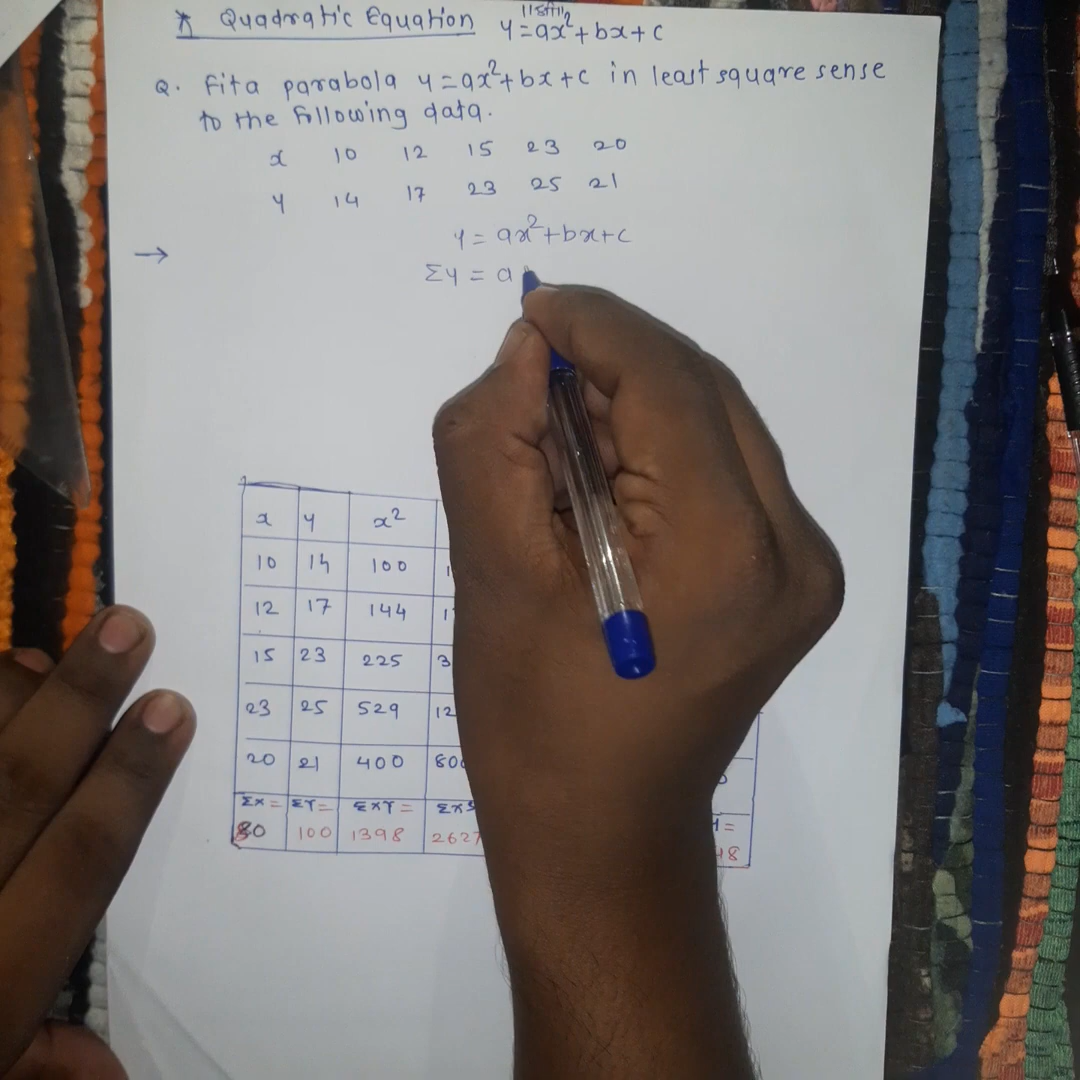 * Quadratic Equation y=ax²+bx+c
Q. Fit a parabola y=ax²+bx+c in least square sense
to the following data.
x 10 12 15 23 20
y 14 17 23 25 21
→ y = ax²+bx+c
Σy = a
x y x²
10 14 100
12 17 144
15 23 225
23 25 529 12
20 21 400
Σx= Σy= Σxy=
80 100 1398 2627